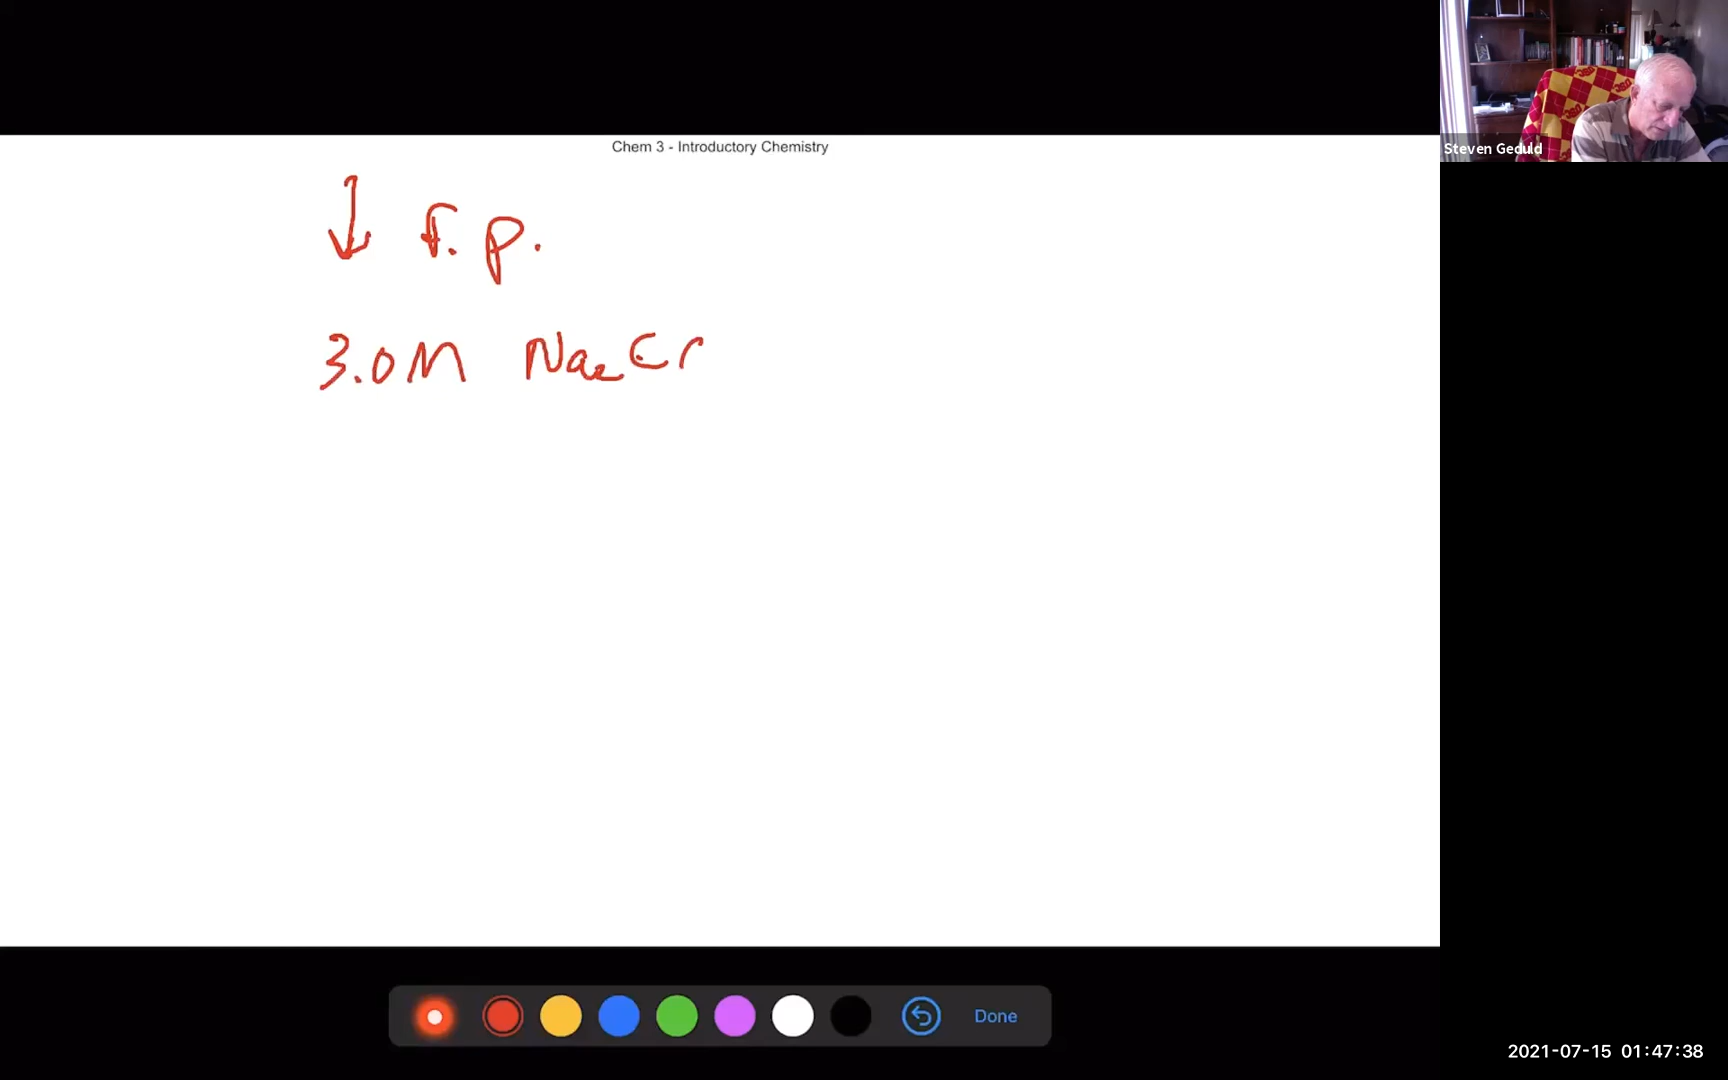 Chem 3 - Introductory Chemistry
Steven Geduld
↓ f.p.
3.0M Na₂Cr
Done
2021-07-15 01:47:38